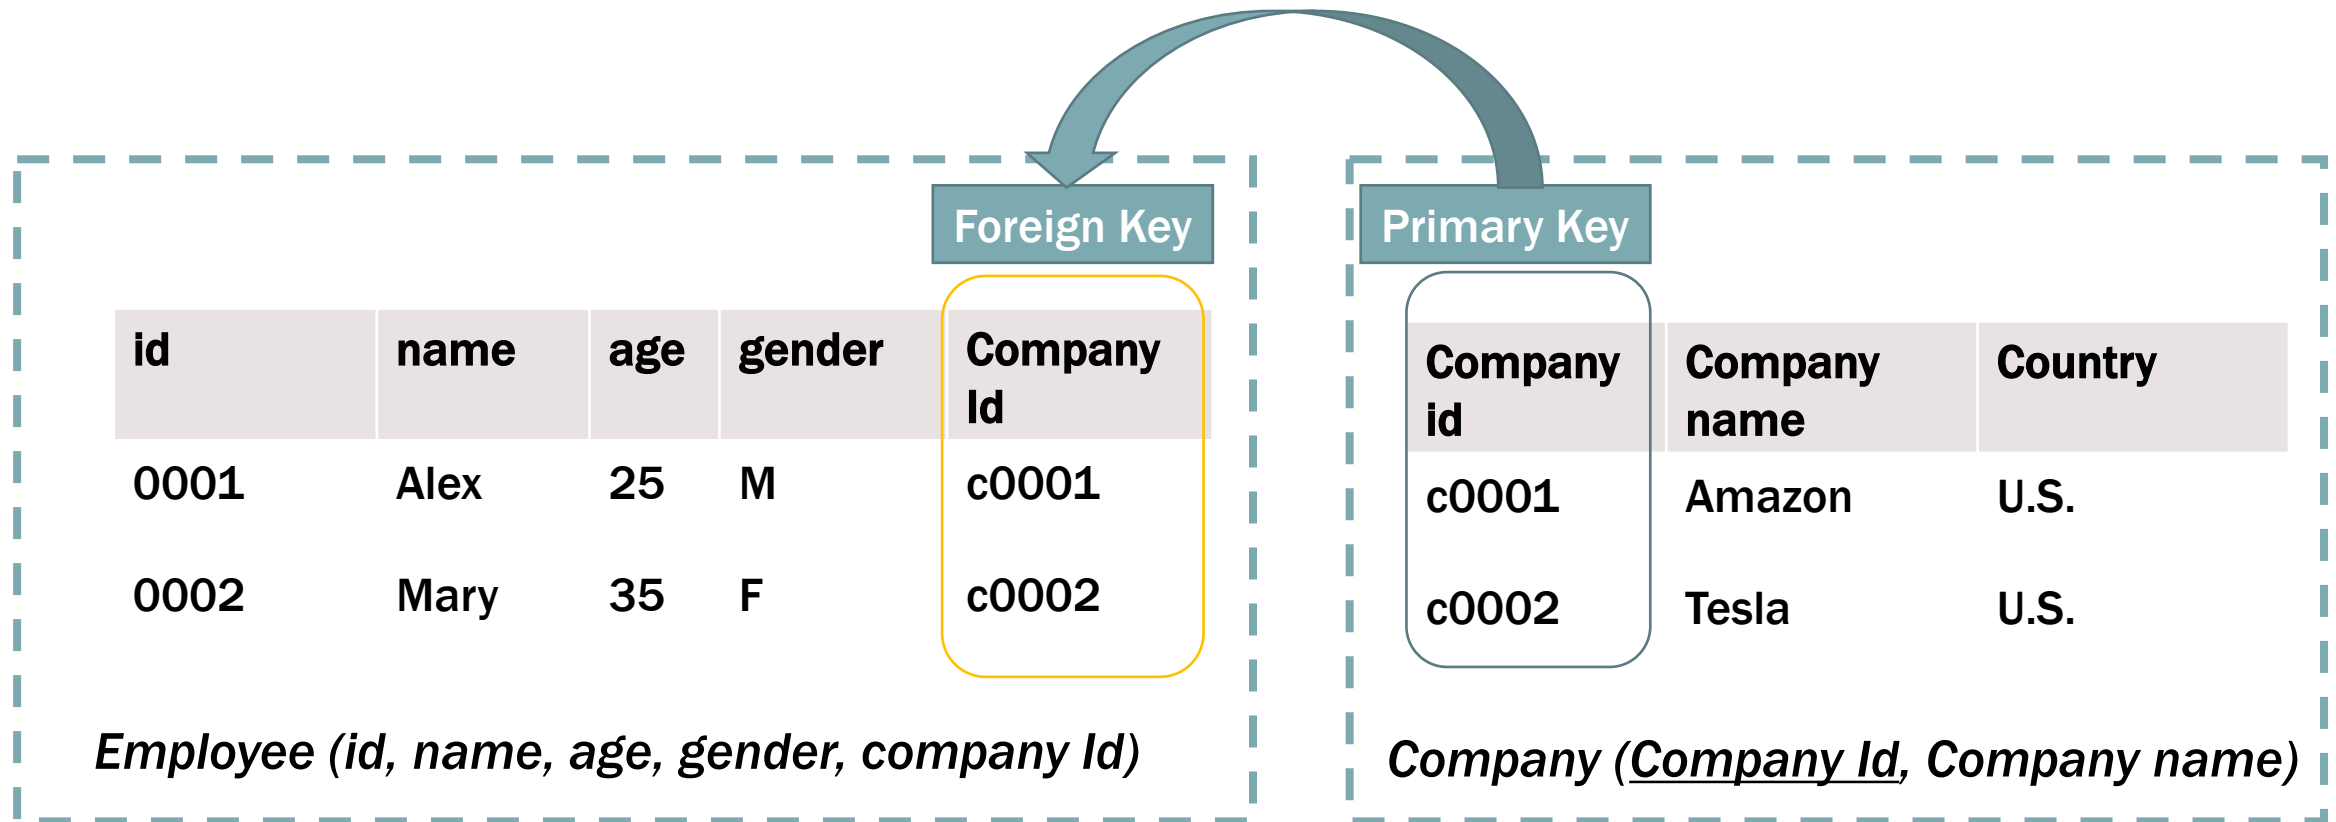 Foreign Key
Primary Key
id name age gender Company Id
0001 Alex 25 M c0001
0002 Mary 35 F c0002
Employee (id, name, age, gender, company Id)
Company id Company name Country
c0001 Amazon U.S.
c0002 Tesla U.S.
Company (Company Id, Company name)